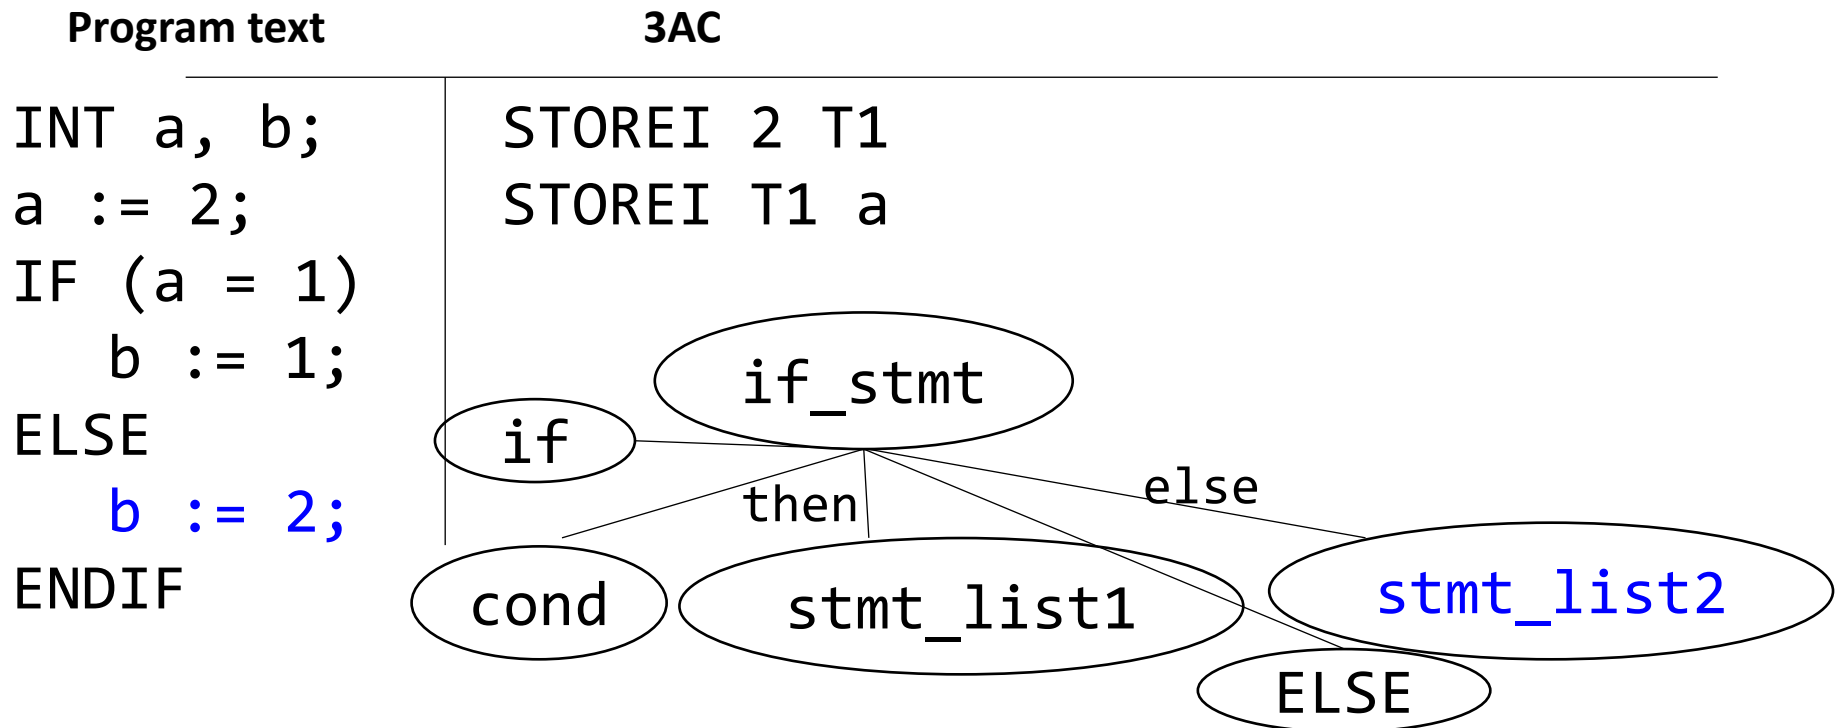 Program text 3AC
INT a, b; STOREI 2 T1
a := 2; STOREI T1 a
IF (a = 1)
b := 1;
ELSE
b := 2;
ENDIF
if_stmt
if
then
else
cond
stmt_list1
stmt_list2
ELSE